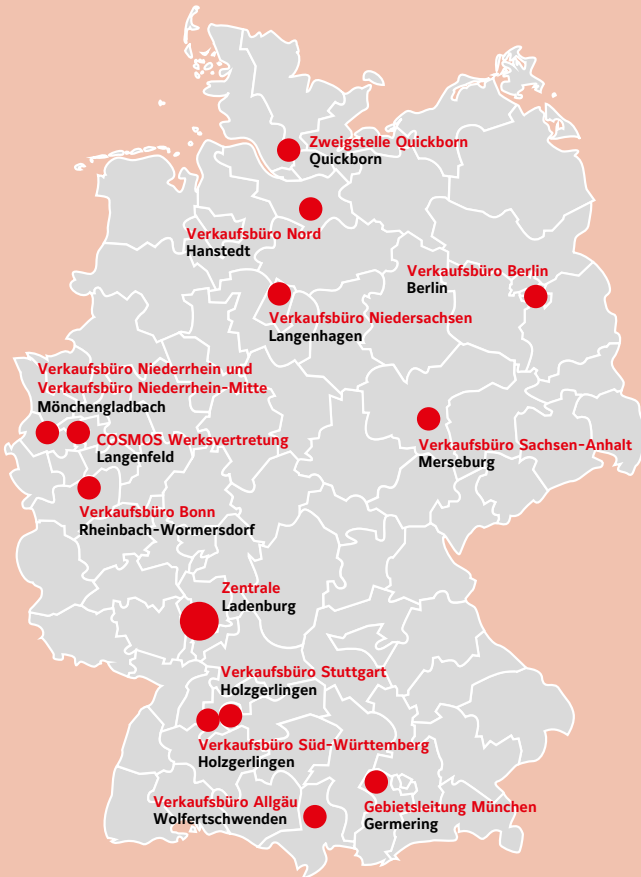 Zweigstelle Quickborn
Quickborn
Verkaufsbüro Nord
Hanstedt
Verkaufsbüro Berlin
Berlin
Verkaufsbüro Niedersachsen
Langenhagen
Verkaufsbüro Niederrhein und
Verkaufsbüro Niederrhein-Mitte
Mönchengladbach
COSMOS Werksvertretung
Langenfeld
Verkaufsbüro Sachsen-Anhalt
Merseburg
Verkaufsbüro Bonn
Rheinbach-Wormersdorf
Zentrale
Ladenburg
Verkaufsbüro Stuttgart
Holzgerlingen
Verkaufsbüro Süd-Württemberg
Holzgerlingen
Verkaufsbüro Allgäu
Wolfertschwenden
Gebietsleitung München
Germering